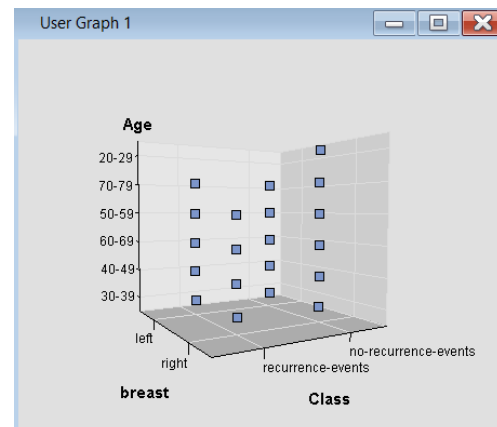 User Graph 1
Age
20-29
70-79
50-59
60-69
40-49
30-39
left
right
recurrence-events
no-recurrence-events
breast
Class